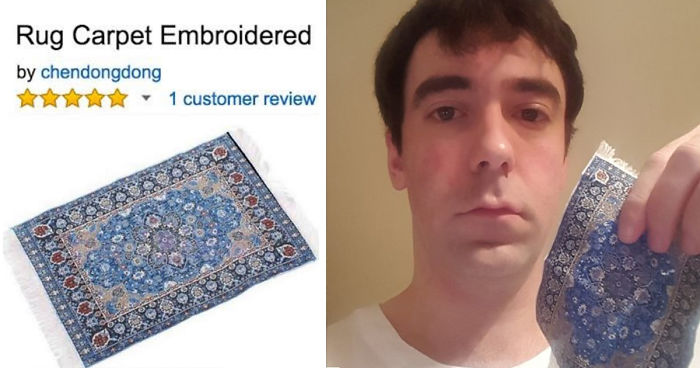 Rug Carpet Embroidered
by chendongdong
1 customer review